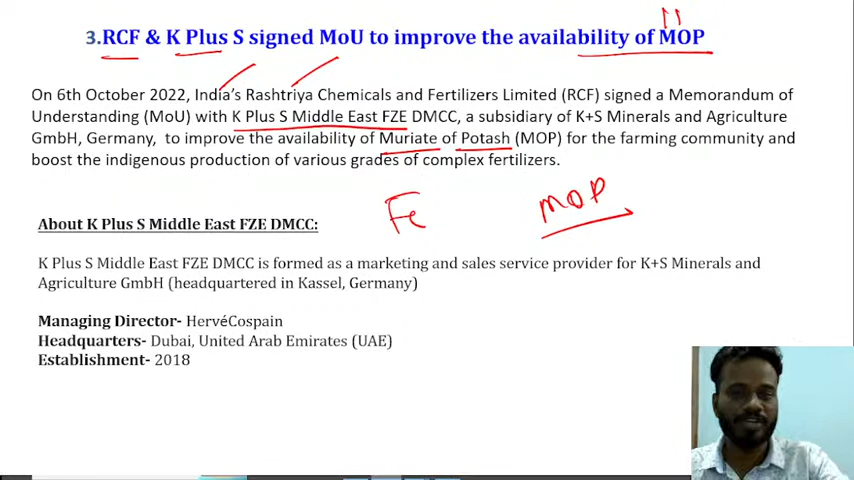 3.RCF & K Plus S signed MoU to improve the availability of MOP
On 6th October 2022, India's Rashtriya Chemicals and Fertilizers Limited (RCF) signed a Memorandum of
Understanding (MoU) with K Plus S Middle East FZE DMCC, a subsidiary of K+S Minerals and Agriculture
GmbH, Germany, to improve the availability of Muriate of Potash (MOP) for the farming community and
boost the indigenous production of various grades of complex fertilizers.
Fe MOP
About K Plus S Middle East FZE DMCC:
K Plus S Middle East FZE DMCC is formed as a marketing and sales service provider for K+S Minerals and
Agriculture GmbH (headquartered in Kassel, Germany)
Managing Director- HervéCospain
Headquarters- Dubai, United Arab Emirates (UAE)
Establishment- 2018